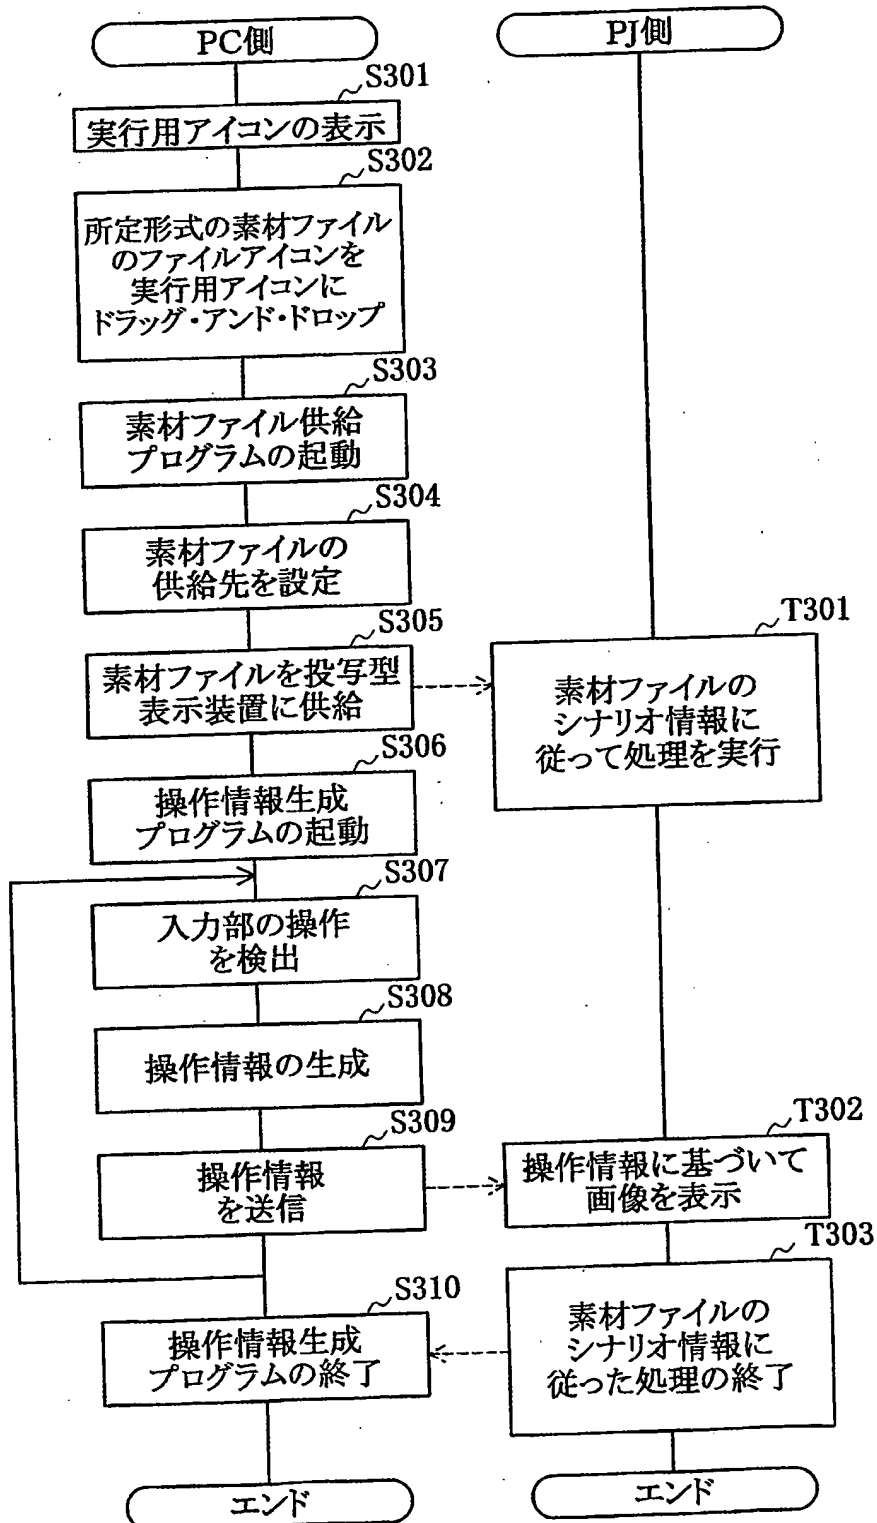 PC側
PJ側
S301
実行用アイコンの表示
S302
所定形式の素材ファイル
のファイルアイコンを
実行用アイコンに
ドラッグ・アンド・ドロップ
S303
素材ファイル供給
プログラムの起動
S304
素材ファイルの
供給先を設定
S305
素材ファイルを投写型
表示装置に供給
T301
素材ファイルの
シナリオ情報に
従って処理を実行
S306
操作情報生成
プログラムの起動
S307
入力部の操作
を検出
S308
操作情報の生成
S309
操作情報
を送信
T302
操作情報に基づいて
画像を表示
T303
素材ファイルの
シナリオ情報に
従った処理の終了
S310
操作情報生成
プログラムの終了
エンド
エンド